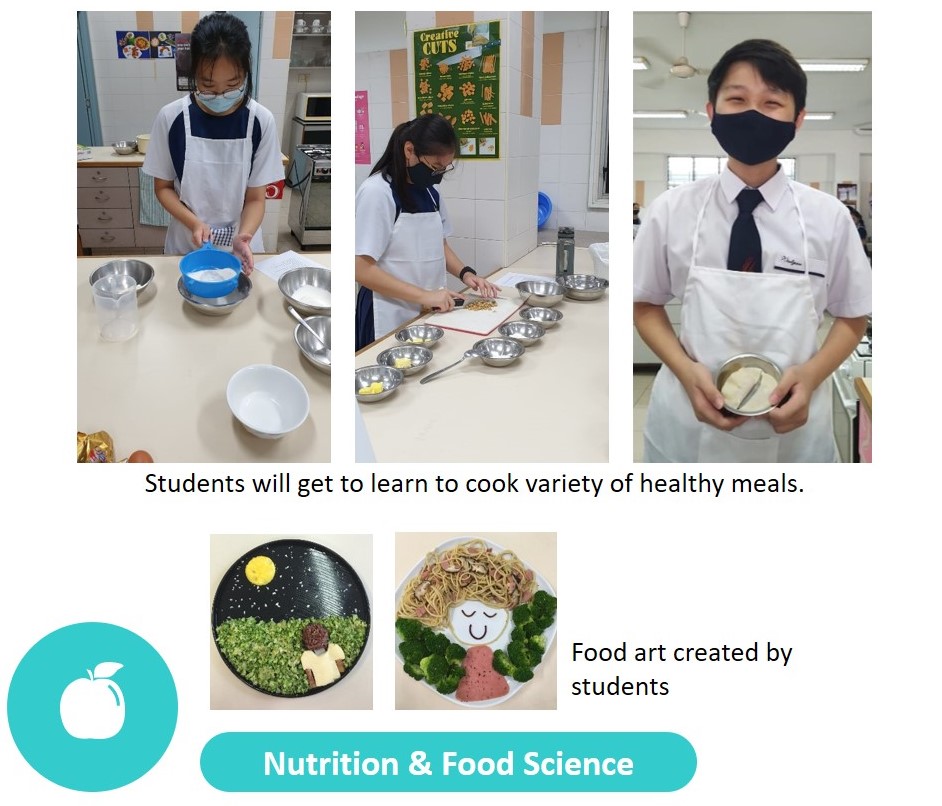 Creative
CUTS
Students will get to learn to cook variety of healthy meals.
Food art created by
students
Nutrition & Food Science